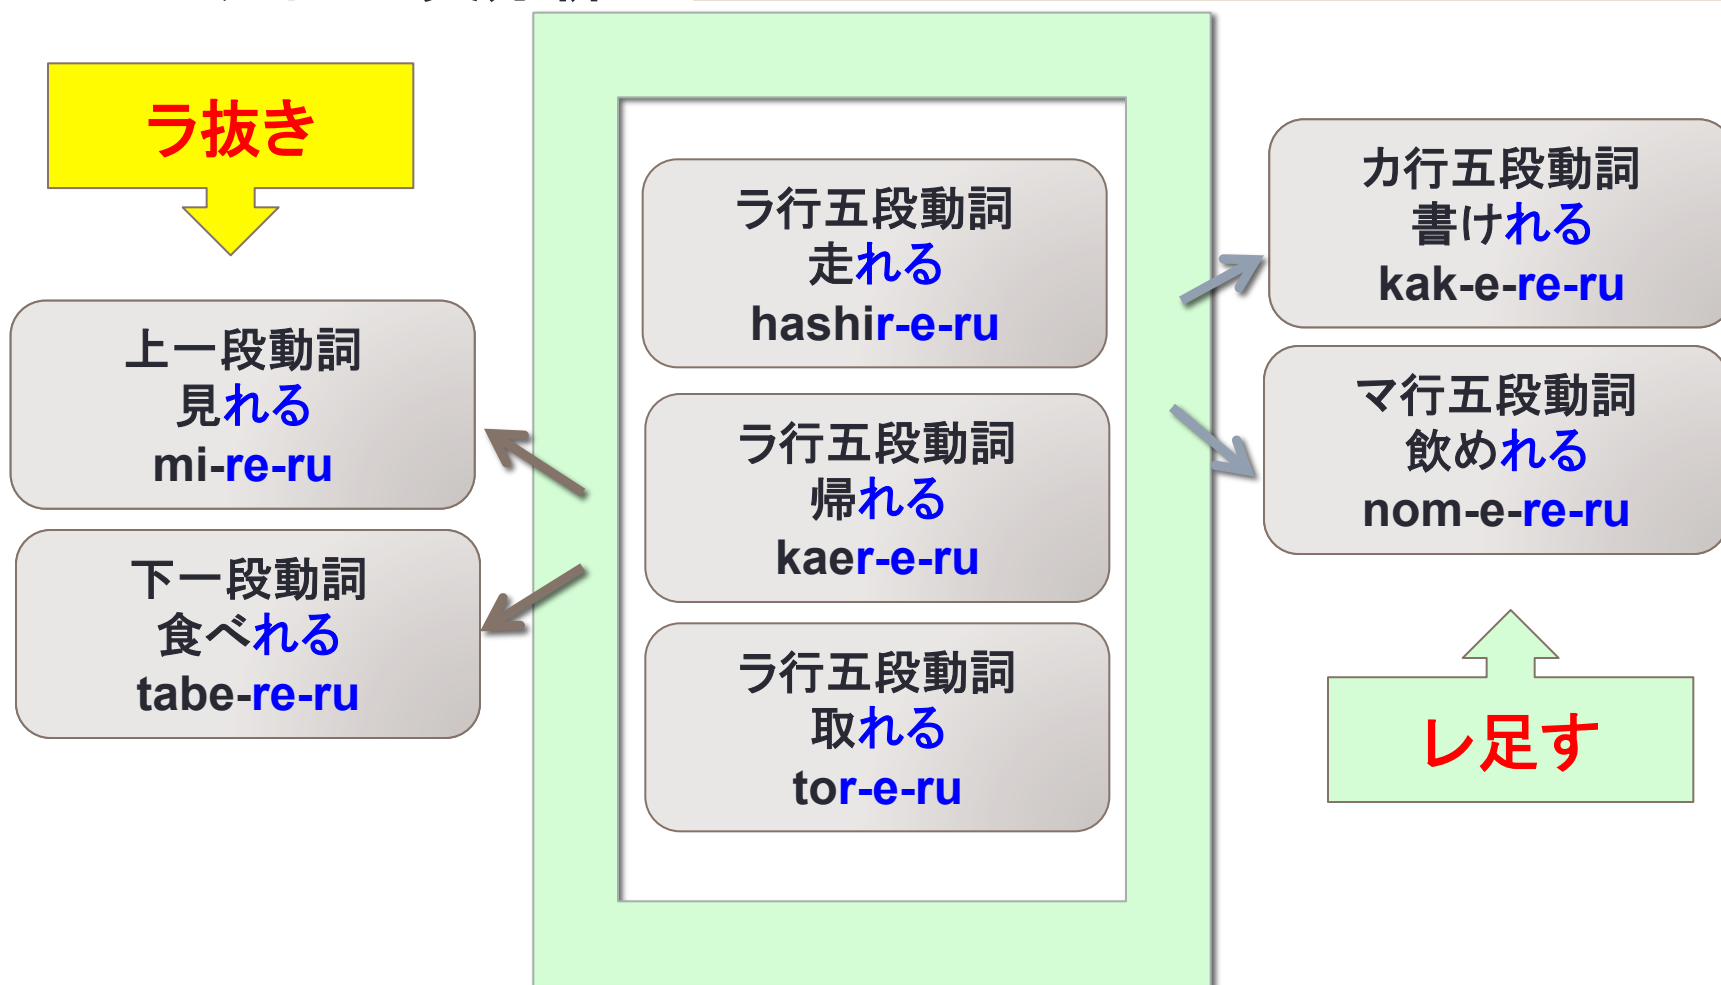 ラ抜き
上一段動詞
見れる
mi-re-ru
下一段動詞
食べれる
tabe-re-ru
ラ行五段動詞
走れる
hashir-e-ru
ラ行五段動詞
帰れる
kaer-e-ru
ラ行五段動詞
取れる
tor-e-ru
カ行五段動詞
書けれる
kak-e-re-ru
マ行五段動詞
飲めれる
nom-e-re-ru
レ足す